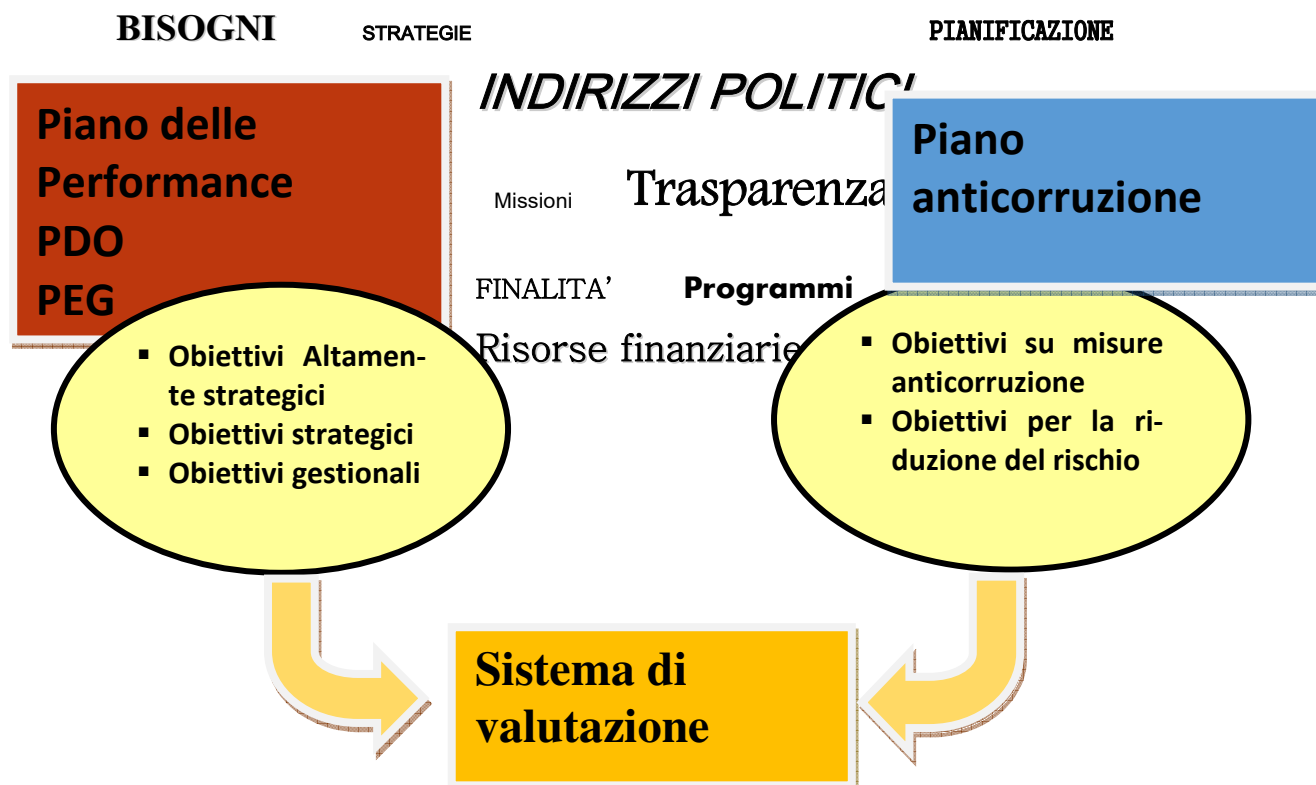 BISOGNI STRATEGIE PIANIFICAZIONE
INDIRIZZI POLITICI
Piano delle
Performance
PDO
PEG
Missioni Trasparenza
FINALITA’ Programmi
Risorse finanziarie
Piano
anticorruzione
▪ Obiettivi Altamen-
te strategici
▪ Obiettivi strategici
▪ Obiettivi gestionali
▪ Obiettivi su misure
anticorruzione
▪ Obiettivi per la ri-
duzione del rischio
Sistema di
valutazione